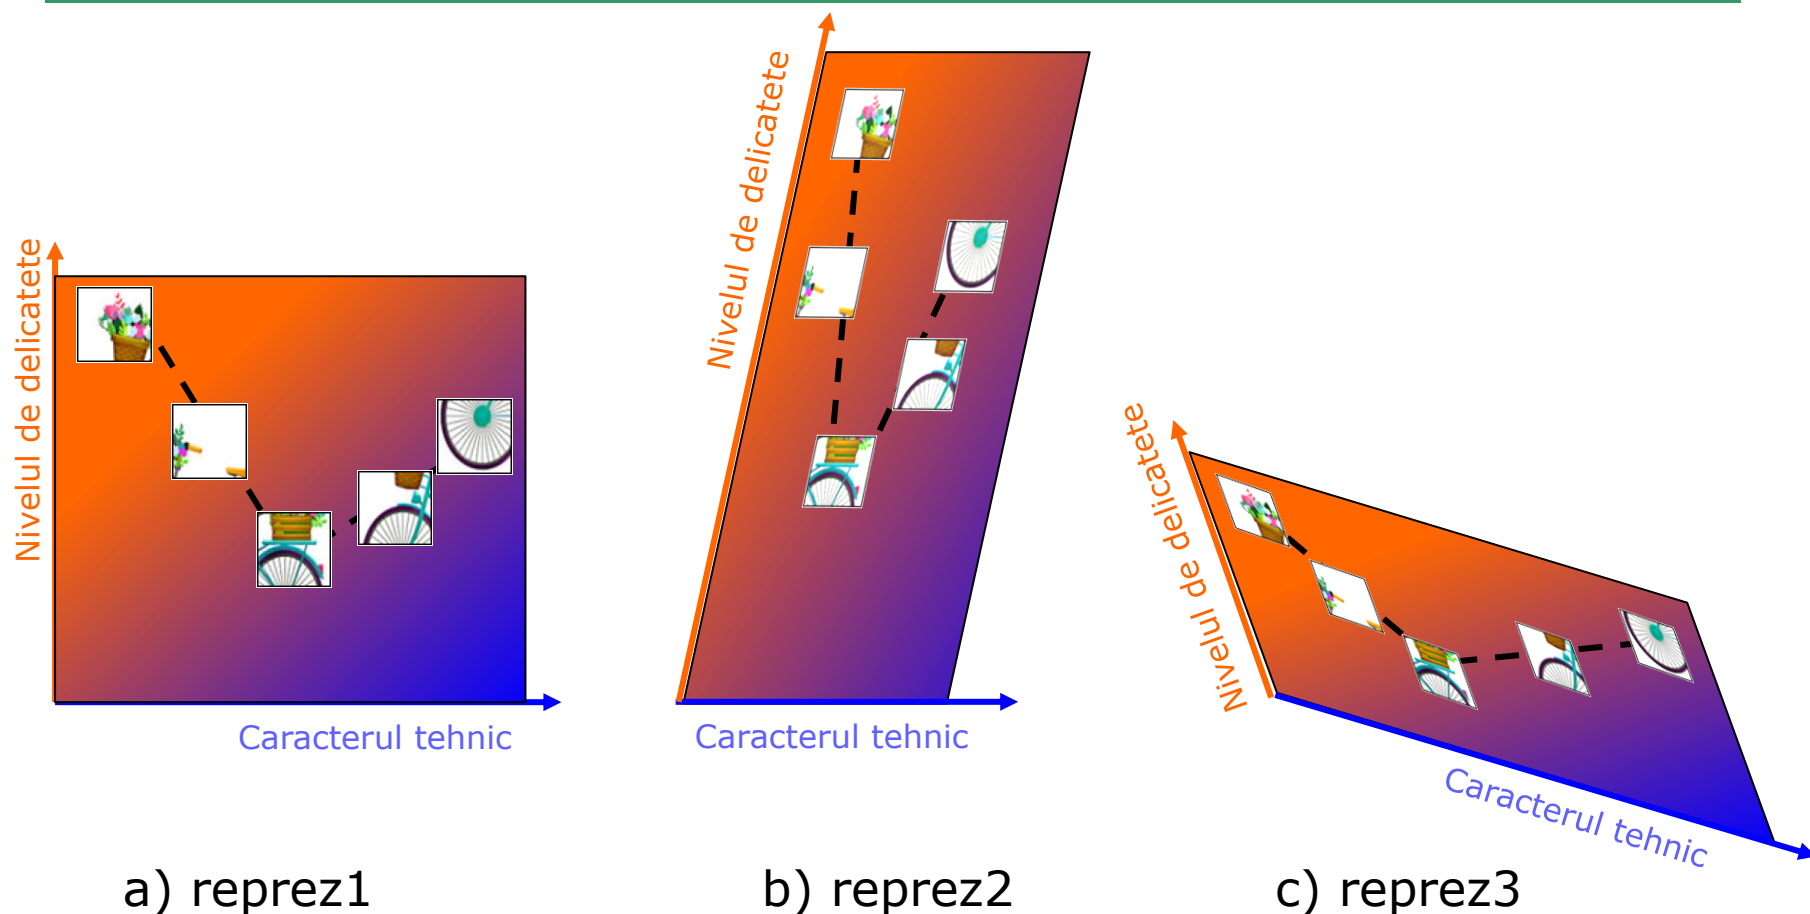 Nivelul de delicatete
Caracterul tehnic
a) reprez1
Nivelul de delicatete
Caracterul tehnic
b) reprez2
Nivelul de delicatete
Caracterul tehnic
c) reprez3